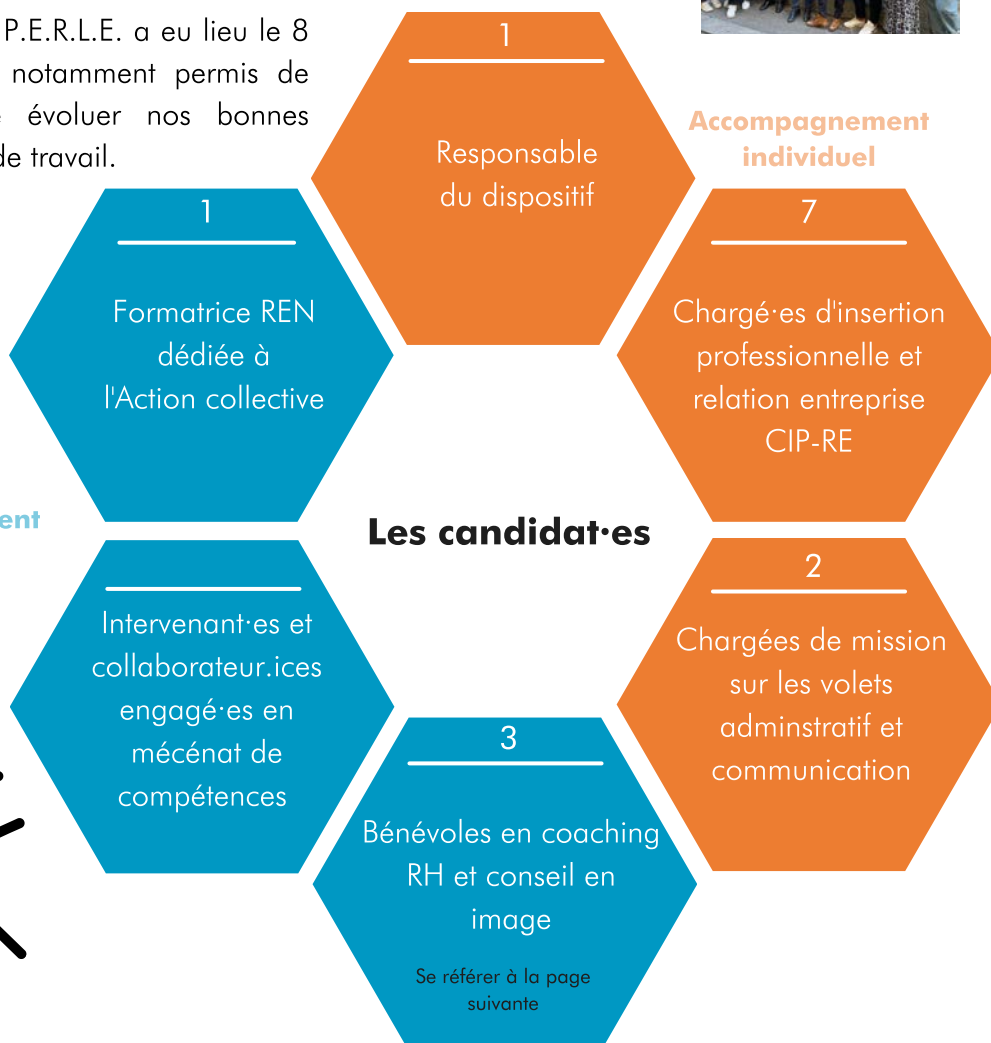 P.E.R.L.E. a eu lieu le 8
notamment permis de
évoluer nos bonnes
de travail.
1
Responsable
du dispositif
Accompagnement
individuel
1
Formatrice REN
dédiée à
l'Action collective
7
Chargé·es d'insertion
professionnelle et
relation entreprise
CIP-RE
Les candidat·es
Intervenant·es et
collaborateur.ices
engagé·es en
mécénat de
compétences
2
Chargées de mission
sur les volets
adminstratif et
communication
3
Bénévoles en coaching
RH et conseil en
image
Se référer à la page
suivante